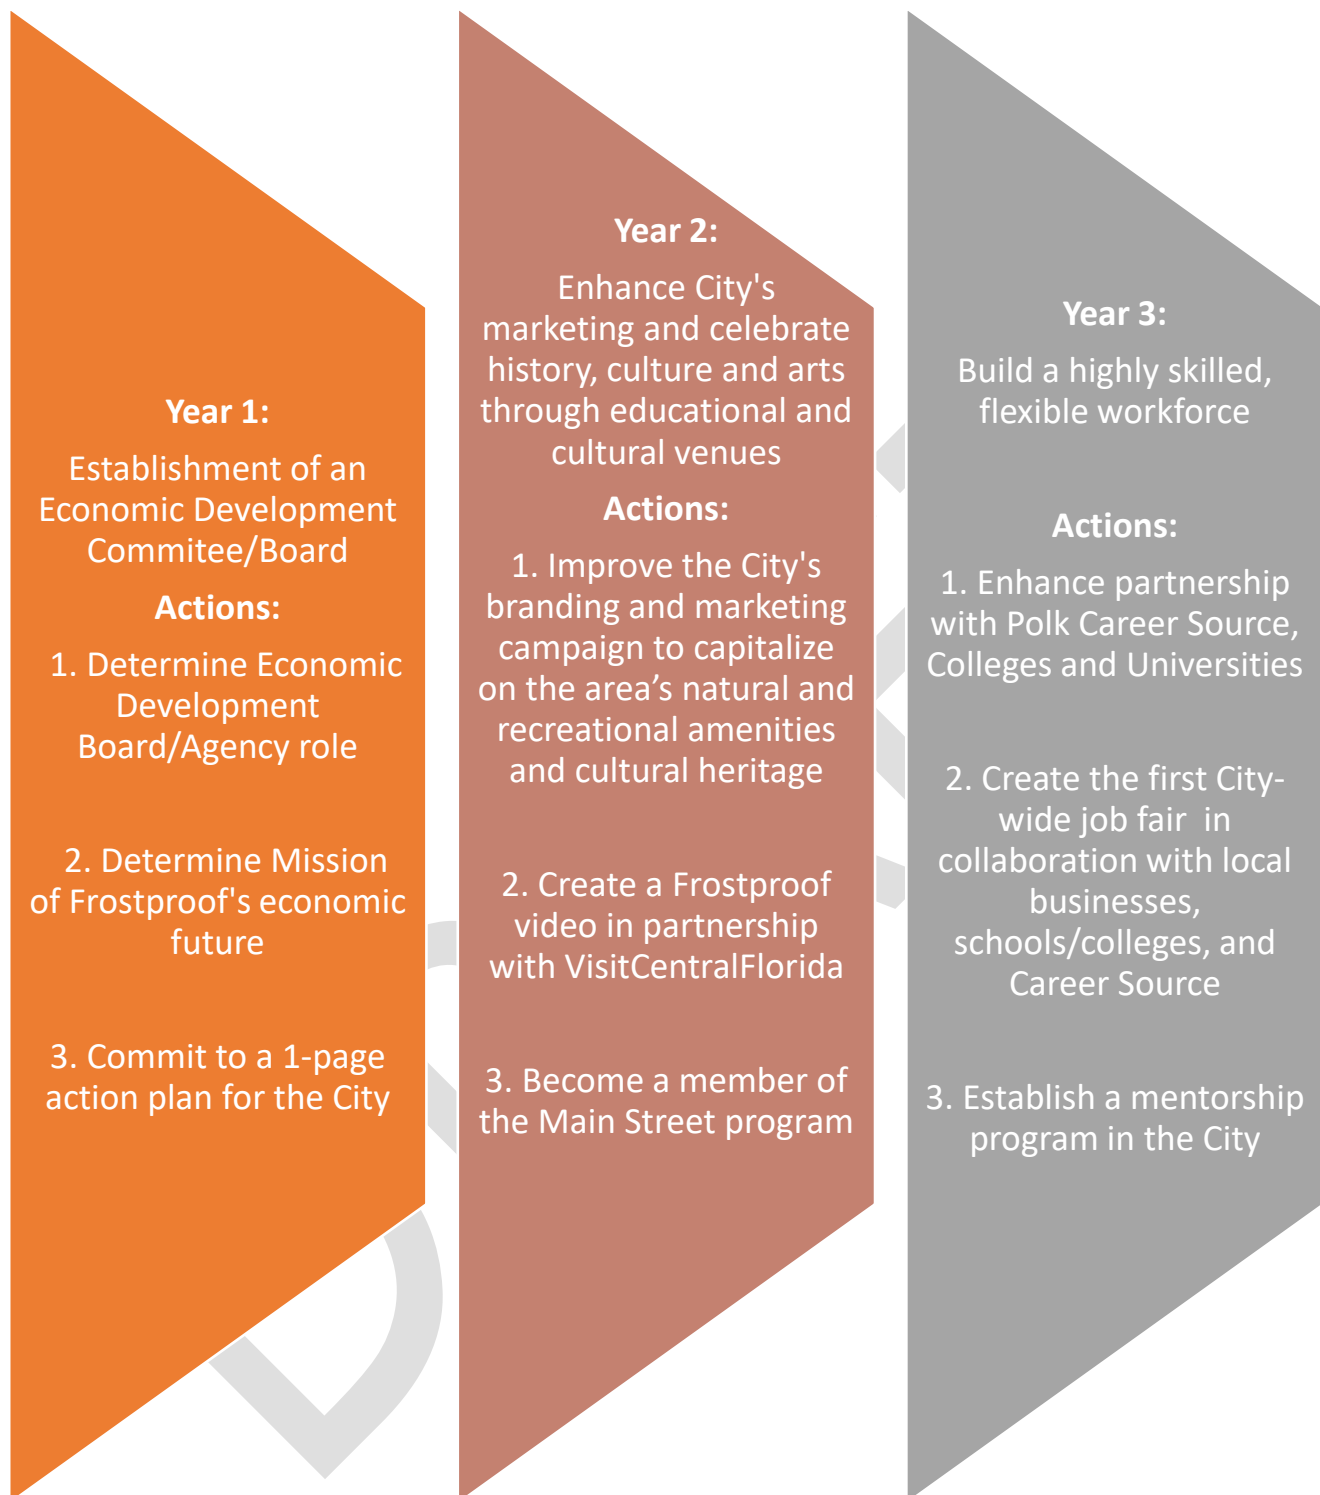 Year 1:
Establishment of an
Economic Development
Commitee/Board
Actions:
1. Determine Economic
Development
Board/Agency role
2. Determine Mission
of Frostproof's economic
future
3. Commit to a 1-page
action plan for the City
Year 2:
Enhance City's
marketing and celebrate
history, culture and arts
through educational and
cultural venues
Actions:
1. Improve the City's
branding and marketing
campaign to capitalize
on the area’s natural and
recreational amenities
and cultural heritage
2. Create a Frostproof
video in partnership
with VisitCentralFlorida
3. Become a member of
the Main Street program
Year 3:
Build a highly skilled,
flexible workforce
Actions:
1. Enhance partnership
with Polk Career Source,
Colleges and Universities
2. Create the first City-
wide job fair  in
collaboration with local
businesses,
schools/colleges, and
Career Source
3. Establish a mentorship
program in the City